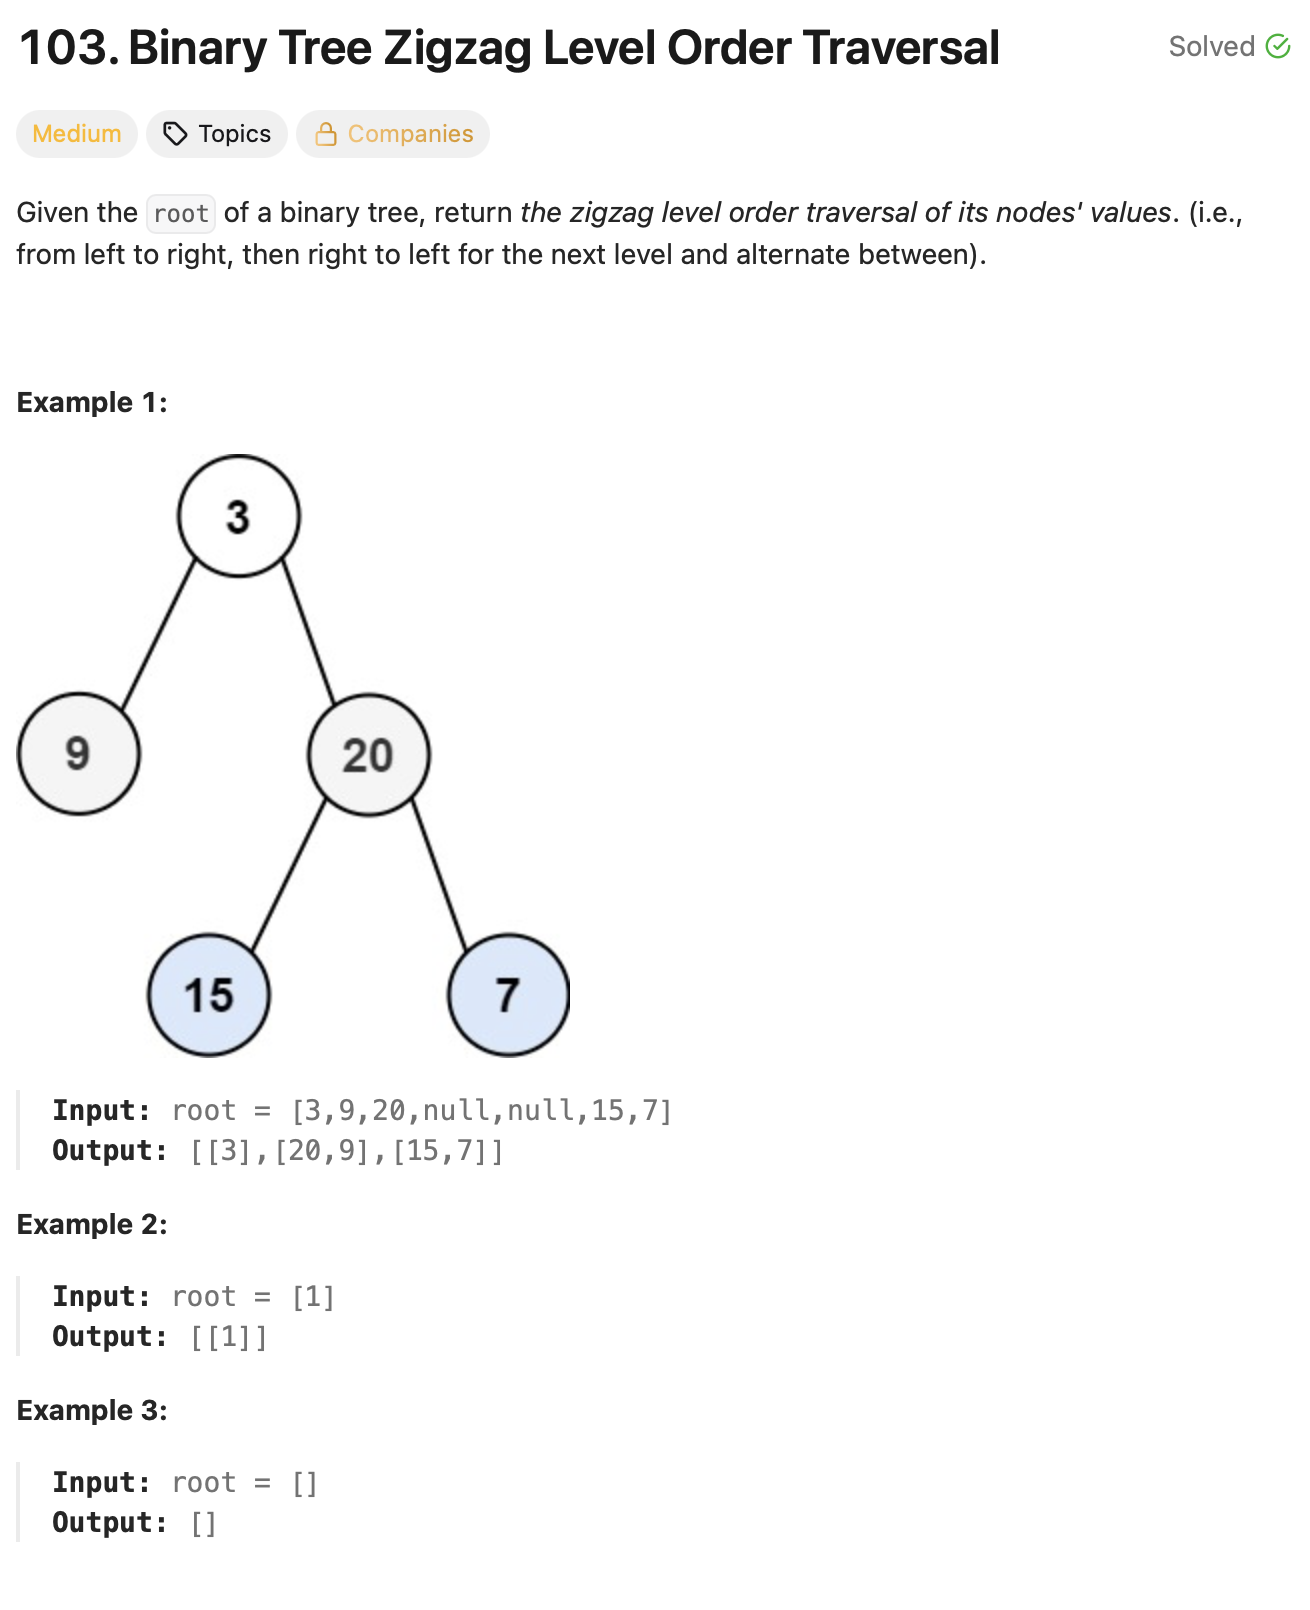 103. Binary Tree Zigzag Level Order Traversal
Solved
Medium
Topics
Companies
Given the root of a binary tree, return the zigzag level order traversal of its nodes' values. (i.e.,
from left to right, then right to left for the next level and alternate between).
Example 1:
3
9
20
15
7
Input: root = [3,9,20,null,null,15,7]
Output: [[3],[20,9],[15,7]]
Example 2:
Input: root = [1]
Output: [[1]]
Example 3:
Input: root = []
Output: []